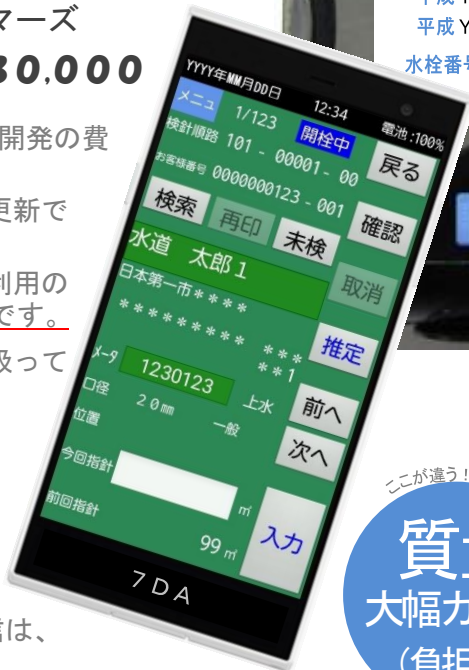 マーズ
30,000
開発の費
更新で
利用の
です。
扱って
は、
平成 Y
平成 Y
水栓番号
YYYY年MM月DD日 12:34 電池:100%
メニュー 1/123 開栓中 戻る
検針順路 101 - 00001 - 00
お客様番号 0000000123 - 001 確認
検索 再印 未検 取消
水道 太郎1
日本第一市****
********* *** 推定
**1
メータ 1230123 上水 前へ
口径 20㎜ 一般
位置 次へ
今回指針 ㎥ 入力
前回指針 99 ㎥
7DA
ここが違う!
質
大幅カ
(負担